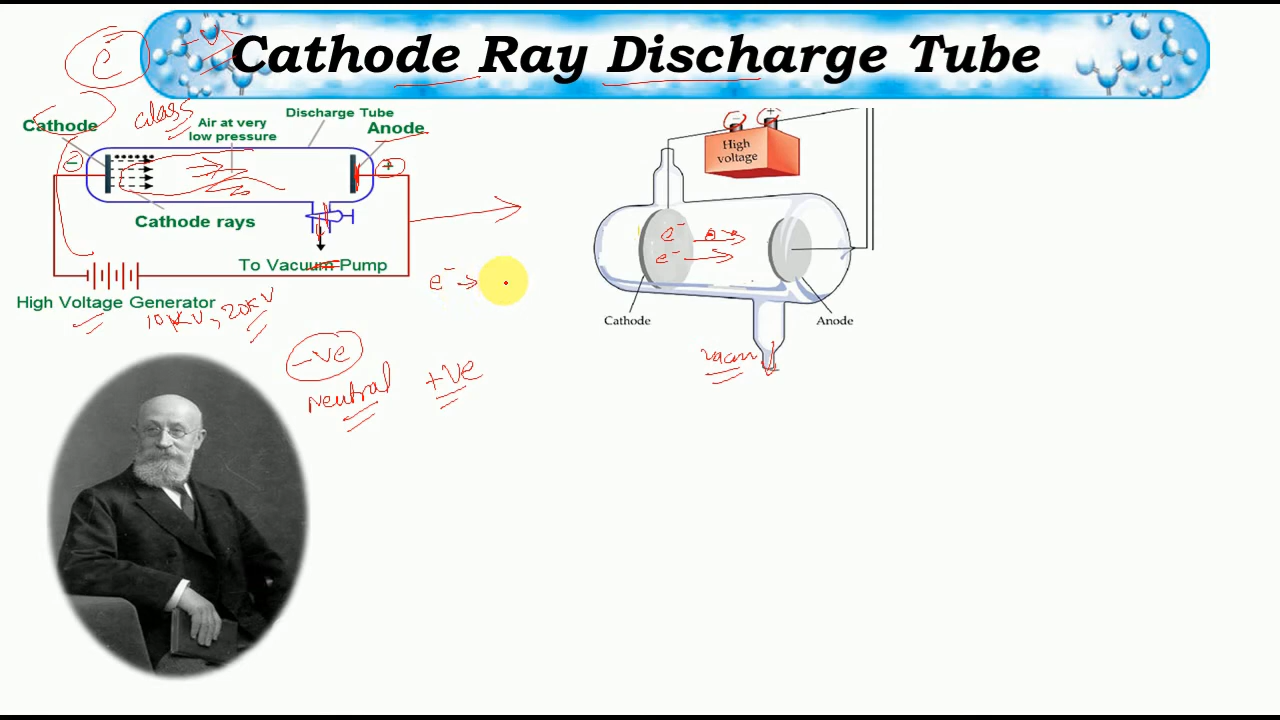 Cathode Ray Discharge Tube
e-
Cathode
Glass
Air at very
low pressure
Discharge Tube
Anode
−
+
Cathode rays
To Vacuum Pump
High Voltage Generator
10 KV, 20KV
e- →
-ve
Neutral
+ve
− +
High
voltage
e-
e-
Cathode
Anode